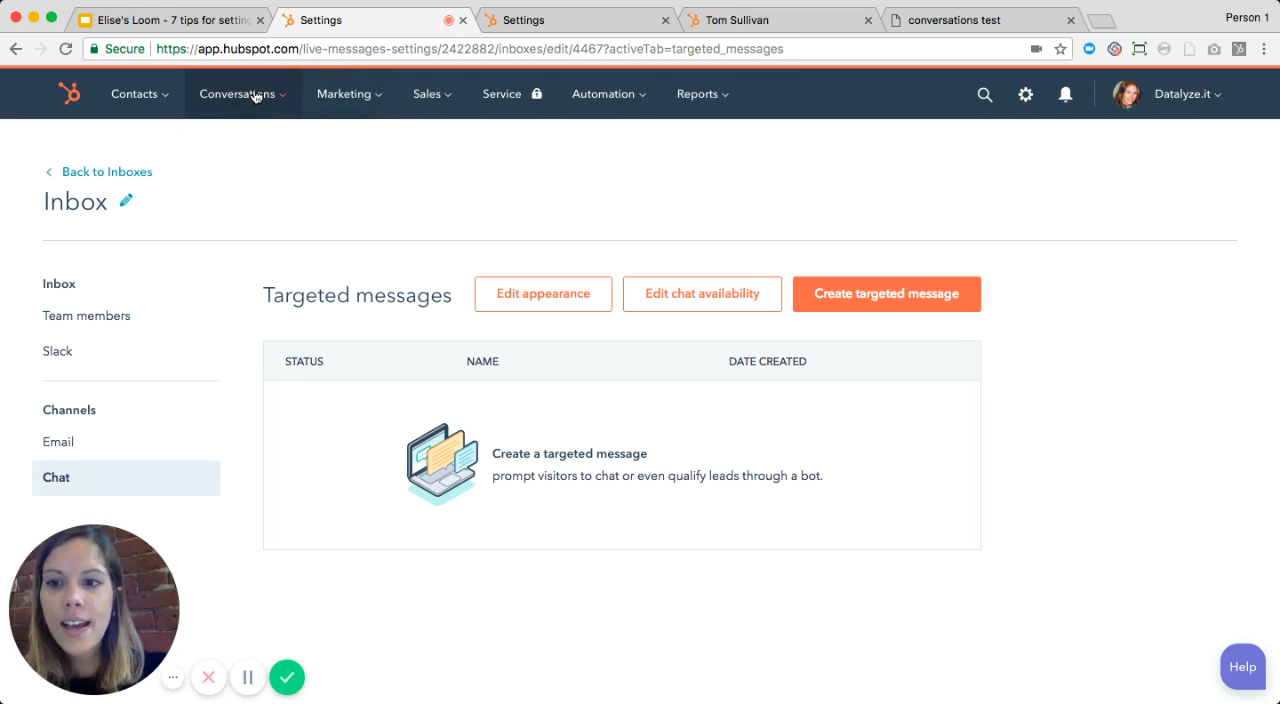 Elise's Loom - 7 tips for setting
Settings
Settings
Tom Sullivan
conversations test
Person 1
Secure
https://app.hubspot.com/live-messages-settings/2422882/inboxes/edit/4467?activeTab=targeted_messages
Contacts
Conversations
Marketing
Sales
Service
Automation
Reports
Datalyze.it
Back to Inboxes
Inbox
Inbox
Team members
Slack
Channels
Email
Chat
Targeted messages
Edit appearance
Edit chat availability
Create targeted message
STATUS
NAME
DATE CREATED
Create a targeted message
prompt visitors to chat or even qualify leads through a bot.
Help